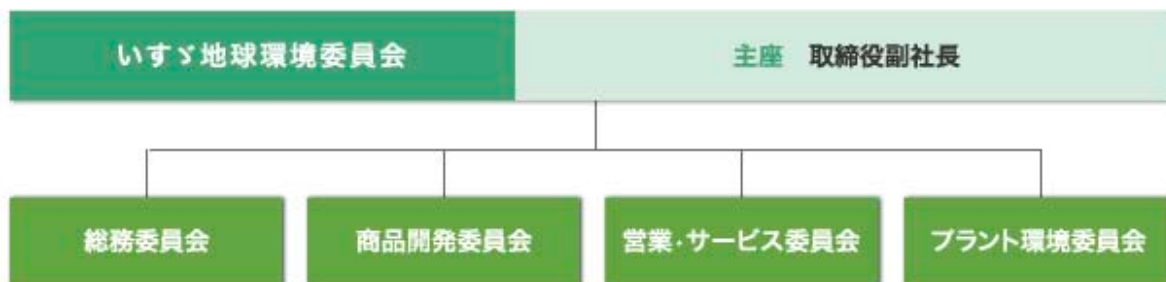 いすゞ地球環境委員会
主座 取締役副社長
総務委員会
商品開発委員会
営業・サービス委員会
プラント環境委員会